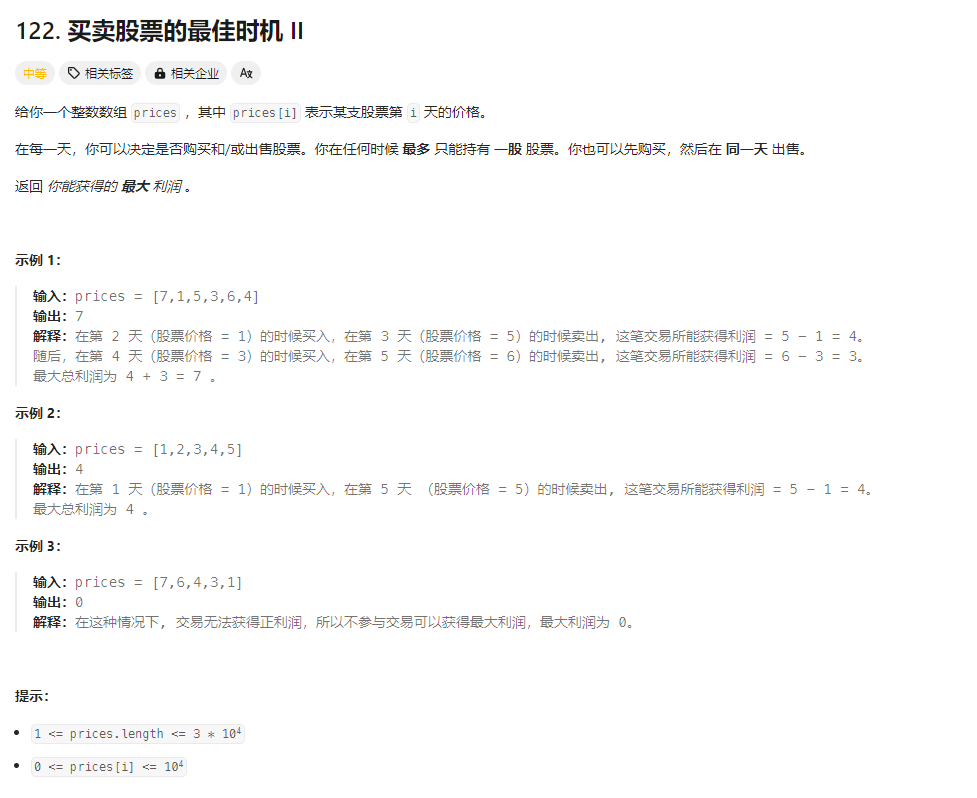 122. 买卖股票的最佳时机 II
中等 相关标签 相关企业 Aあ
给你一个整数数组 prices ，其中 prices[i] 表示某支股票第 i 天的价格。
在每一天，你可以决定是否购买和/或出售股票。你在任何时候 最多 只能持有 一股 股票。你也可以先购买，然后在 同一天 出售。
返回 你能获得的 最大 利润 。
示例 1：
输入：prices = [7,1,5,3,6,4]
输出：7
解释：在第 2 天（股票价格 = 1）的时候买入，在第 3 天（股票价格 = 5）的时候卖出, 这笔交易所能获得利润 = 5 - 1 = 4。
随后，在第 4 天（股票价格 = 3）的时候买入，在第 5 天（股票价格 = 6）的时候卖出, 这笔交易所能获得利润 = 6 - 3 = 3。
最大总利润为 4 + 3 = 7 。
示例 2：
输入：prices = [1,2,3,4,5]
输出：4
解释：在第 1 天（股票价格 = 1）的时候买入，在第 5 天 （股票价格 = 5）的时候卖出, 这笔交易所能获得利润 = 5 - 1 = 4。
最大总利润为 4 。
示例 3：
输入：prices = [7,6,4,3,1]
输出：0
解释：在这种情况下, 交易无法获得正利润，所以不参与交易可以获得最大利润，最大利润为 0。
提示：
1 <= prices.length <= 3 * 10⁴
0 <= prices[i] <= 10⁴